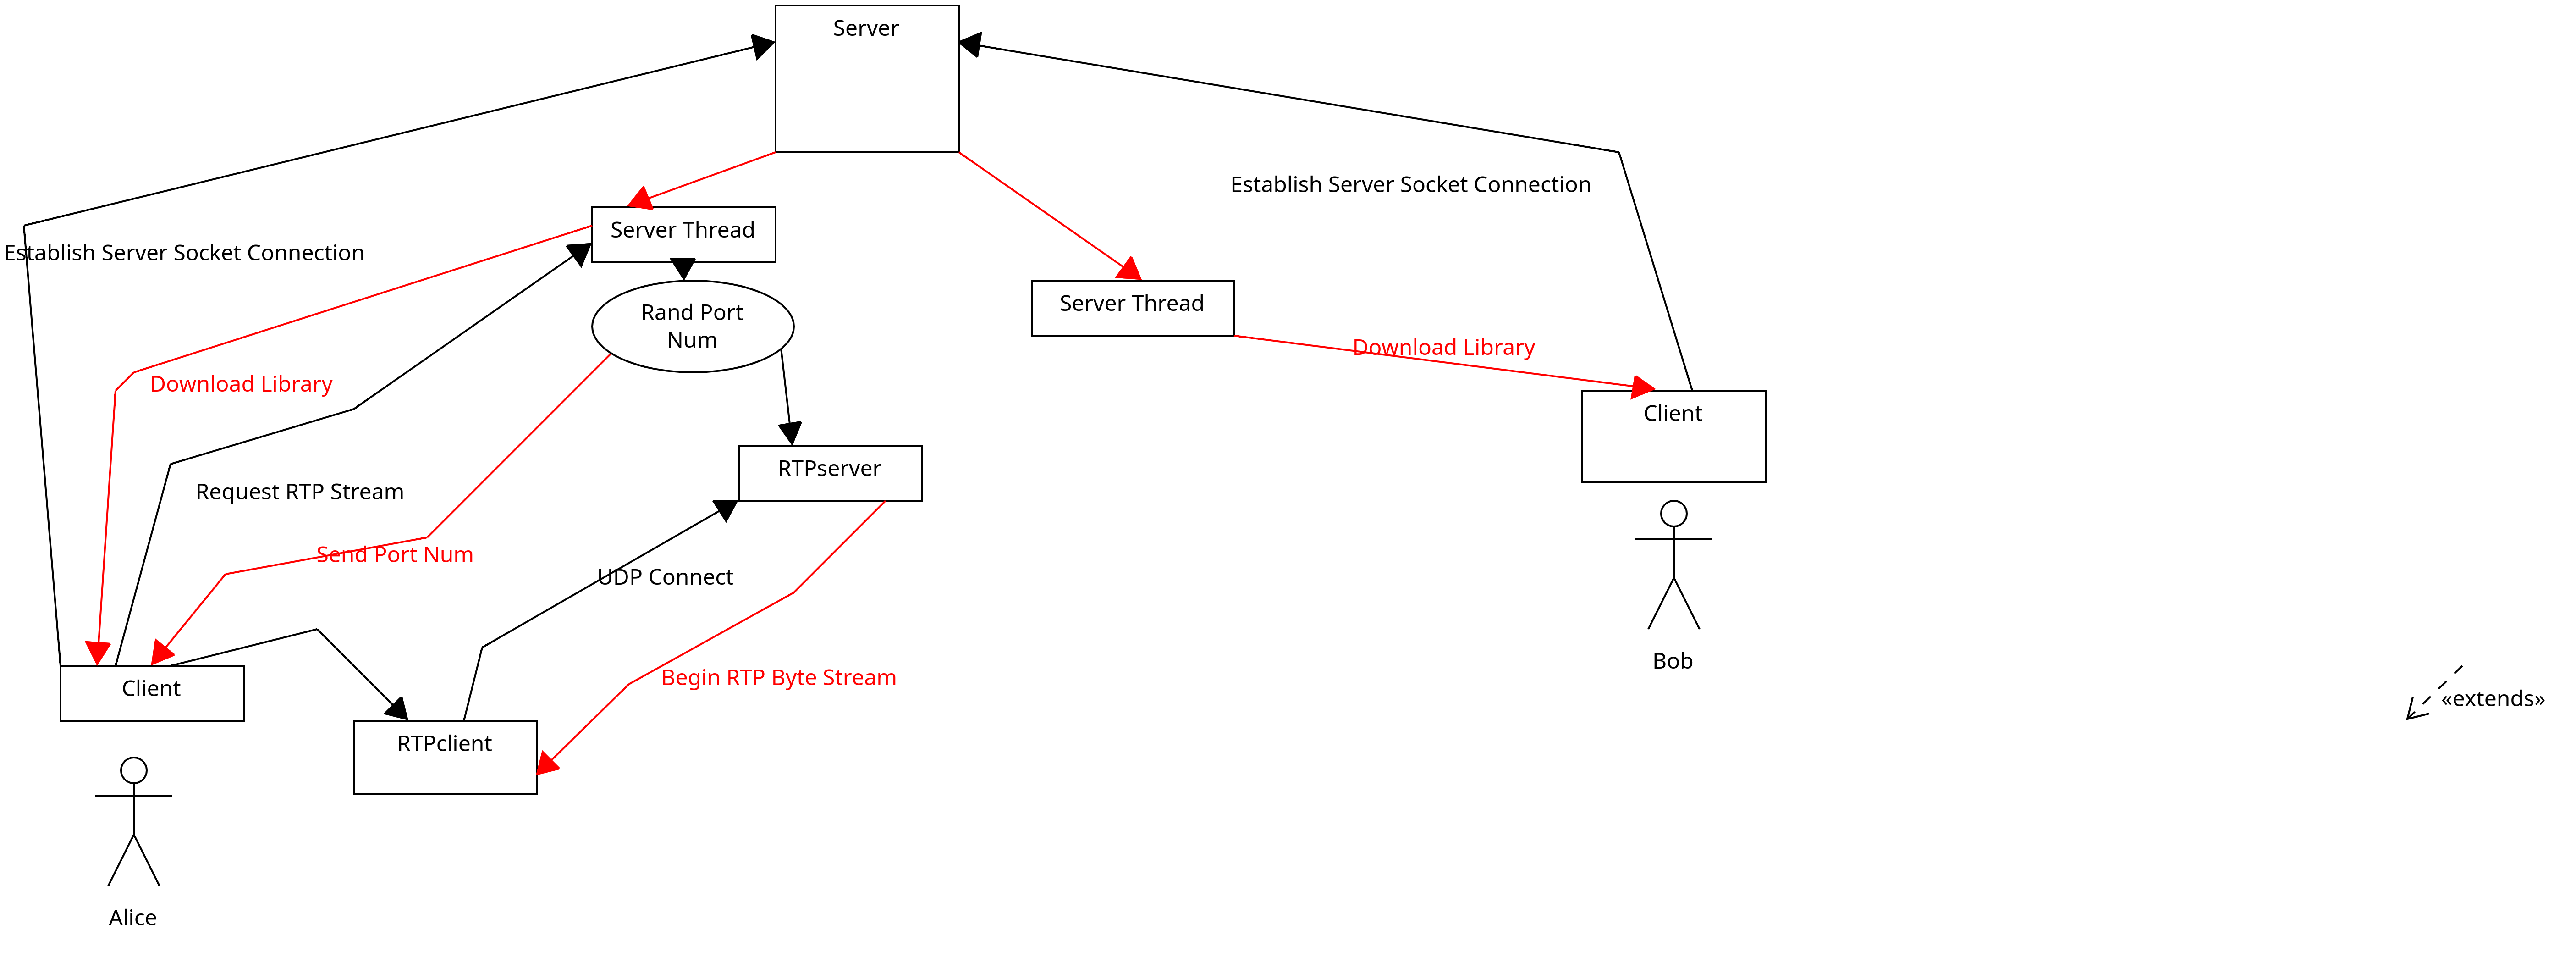 Server
Establish Server Socket Connection
Server Thread
Establish Server Socket Connection
Server Thread
Rand Port
Num
Download Library
Download Library
Client
RTPserver
Request RTP Stream
Send Port Num
UDP Connect
Bob
Begin RTP Byte Stream
Client
«extends»
RTPclient
Alice